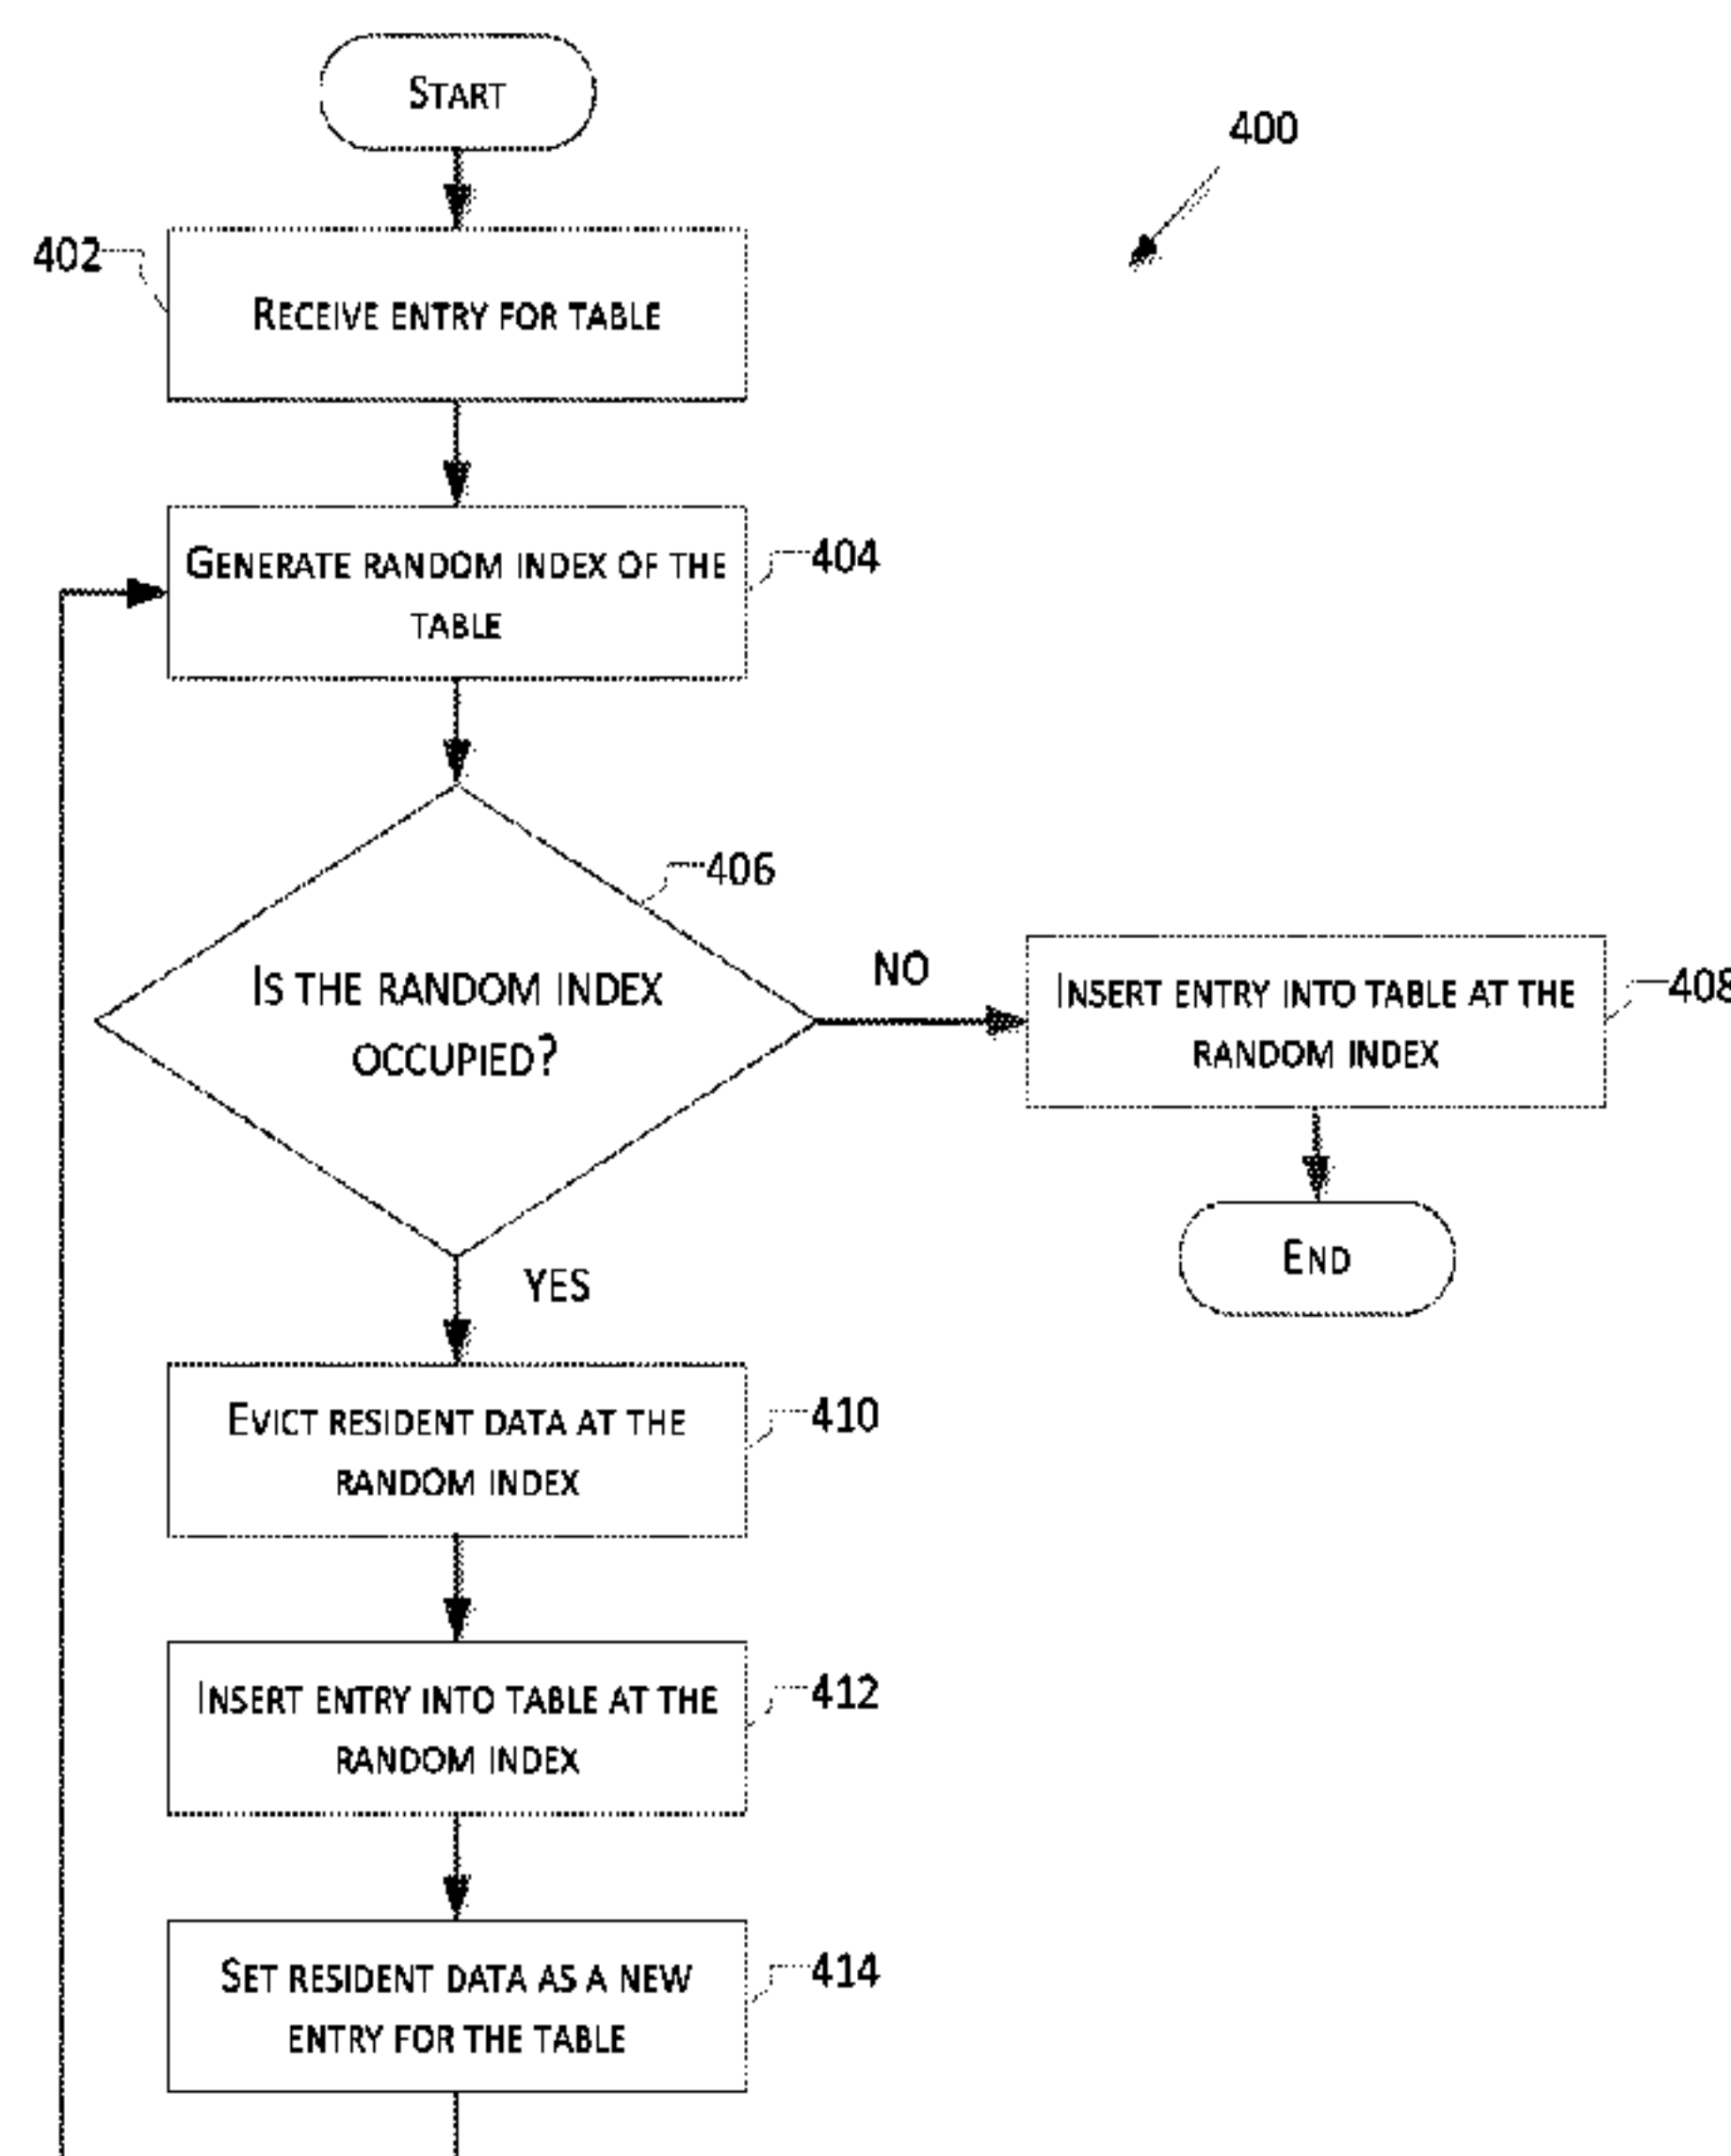 START
400
402
RECEIVE ENTRY FOR TABLE
GENERATE RANDOM INDEX OF THE
TABLE
404
406
IS THE RANDOM INDEX
OCCUPIED?
NO
INSERT ENTRY INTO TABLE AT THE
RANDOM INDEX
408
END
YES
EVICT RESIDENT DATA AT THE
RANDOM INDEX
410
INSERT ENTRY INTO TABLE AT THE
RANDOM INDEX
412
SET RESIDENT DATA AS A NEW
ENTRY FOR THE TABLE
414